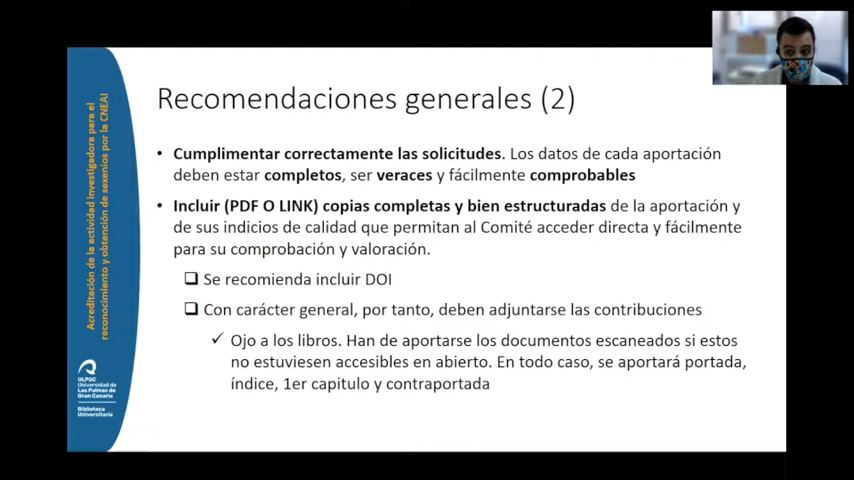 Recomendaciones generales (2)
• Cumplimentar correctamente las solicitudes. Los datos de cada aportación
deben estar completos, ser veraces y fácilmente comprobables
• Incluir (PDF O LINK) copias completas y bien estructuradas de la aportación y
de sus indicios de calidad que permitan al Comité acceder directa y fácilmente
para su comprobación y valoración.
❑ Se recomienda incluir DOI
❑ Con carácter general, por tanto, deben adjuntarse las contribuciones
✓ Ojo a los libros. Han de aportarse los documentos escaneados si estos
no estuviesen accesibles en abierto. En todo caso, se aportará portada,
índice, 1er capitulo y contraportada
Acreditación de la actividad investigadora para el
reconocimiento y obtención de sexenios por la CNEAI
ULPGC
Universidad de
Las Palmas de
Gran Canaria
Biblioteca
Universitaria